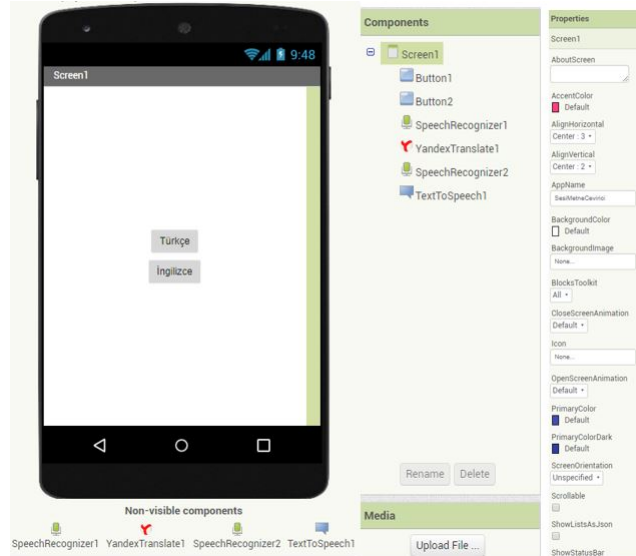 9:48
Screen1
Türkçe
İngilizce
Non-visible components
SpeechRecognizer1 YandexTranslate1 SpeechRecognizer2 TextToSpeech1
Components
Screen1
Button1
Button2
SpeechRecognizer1
YandexTranslate1
SpeechRecognizer2
TextToSpeech1
Rename Delete
Media
Upload File ...
Properties
Screen1
AboutScreen
AccentColor
Default
AlignHorizontal
Center : 3
AlignVertical
Center : 2
AppName
SesiMetneCevirici
BackgroundColor
Default
BackgroundImage
None...
BlocksToolkit
All
CloseScreenAnimation
Default
Icon
None...
OpenScreenAnimation
Default
PrimaryColor
Default
PrimaryColorDark
Default
ScreenOrientation
Unspecified
Scrollable
ShowListsAsJson
ShowStatusBar